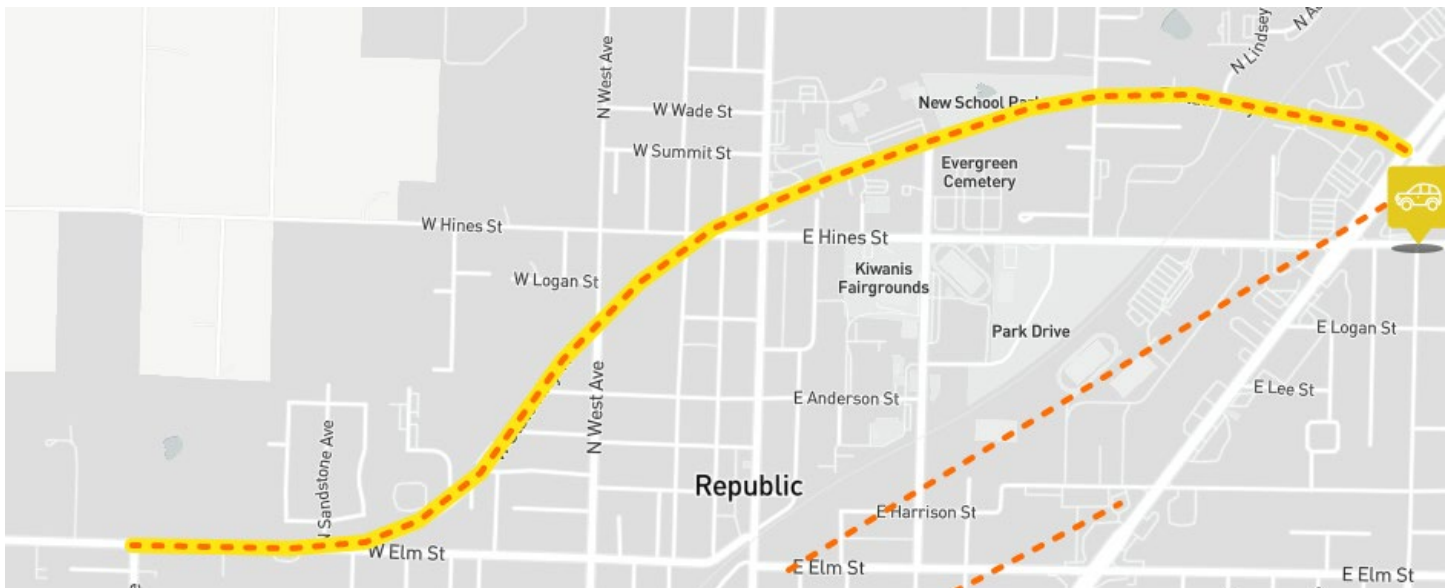 N Lindsey
N West Ave
W Wade St
New School Park
W Summit St
Evergreen
Cemetery
W Hines St
E Hines St
W Logan St
Kiwanis
Fairgrounds
Park Drive
E Logan St
E Anderson St
E Lee St
N West Ave
N Sandstone Ave
Republic
E Harrison St
W Elm St
E Elm St
E Elm St